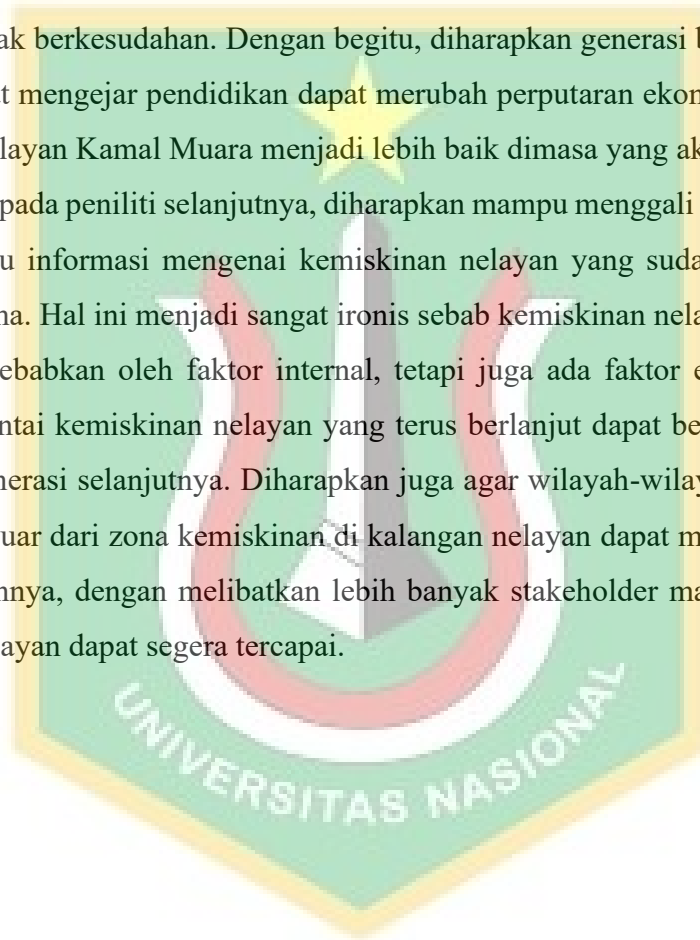 ak berkesudahan. Dengan begitu, diharapkan generasi
t mengejar pendidikan dapat merubah perputaran ekon
layan Kamal Muara menjadi lebih baik dimasa yang ak
pada peniliti selanjutnya, diharapkan mampu menggali
u informasi mengenai kemiskinan nelayan yang suda
na. Hal ini menjadi sangat ironis sebab kemiskinan nela
ebabkan oleh faktor internal, tetapi juga ada faktor e
ntai kemiskinan nelayan yang terus berlanjut dapat be
nerasi selanjutnya. Diharapkan juga agar wilayah-wilay
uar dari zona kemiskinan di kalangan nelayan dapat m
nnya, dengan melibatkan lebih banyak stakeholder ma
ayan dapat segera tercapai.
UNIVERSITAS NASIONAL